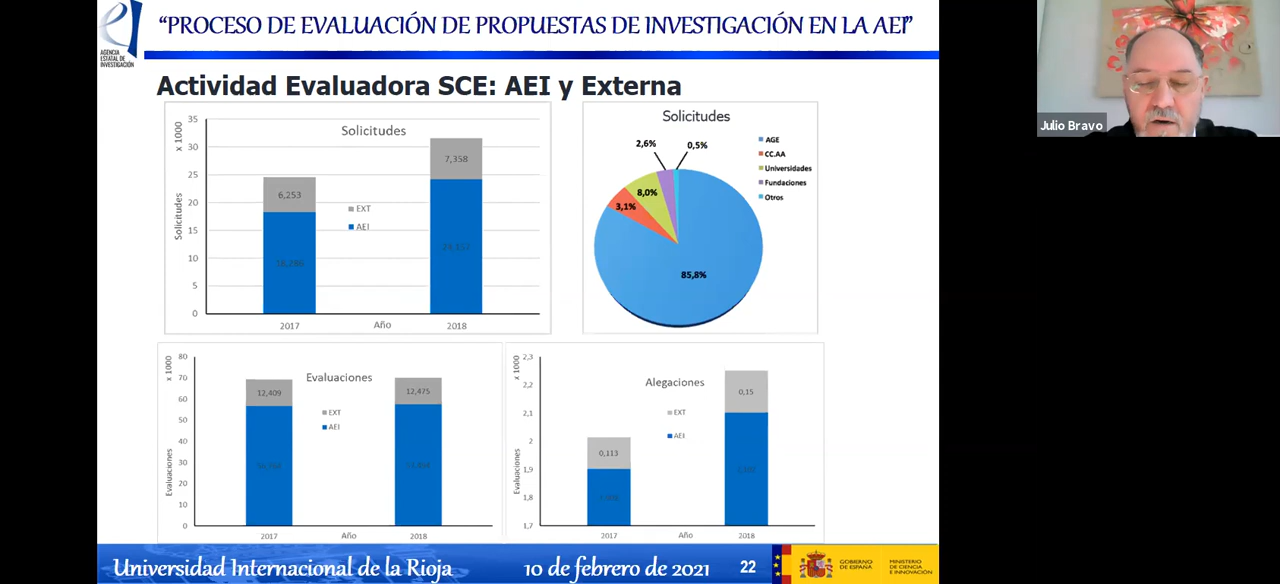 “PROCESO DE EVALUACIÓN DE PROPUESTAS DE INVESTIGACIÓN EN LA AEI”
AGENCIA
ESTATAL DE
INVESTIGACIÓN
Julio Bravo
Actividad Evaluadora SCE: AEI y Externa
Solicitudes
x 1000
Solicitudes
35
30
25
20
15
10
5
0
7,358
6,253
EXT
AEI
2017
Año
2018
Solicitudes
2,6%
0,5%
8,0%
3,1%
85,8%
AGE
CC.AA
Universidades
Fundaciones
Otros
Evaluaciones
x 1000
Evaluaciones
80
70
60
50
40
30
20
10
0
12,409
12,475
EXT
AEI
2017
Año
2018
Alegaciones
x 1000
Evaluaciones
2,3
2,2
2,1
2
1,9
1,8
1,7
0,113
0,15
EXT
AEI
2017
Año
2018
Universidad Internacional de la Rioja
10 de febrero de 2021
22
GOBIERNO
DE ESPAÑA
MINISTERIO
DE CIENCIA
E INNOVACIÓN